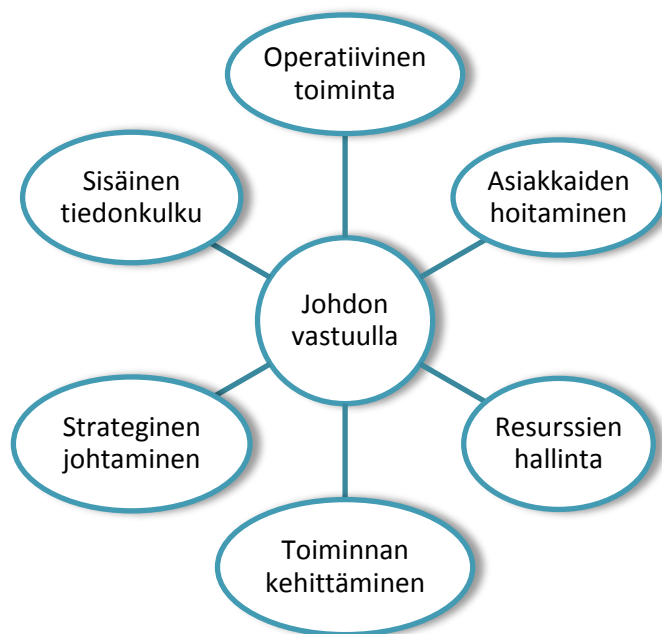 Operatiivinen
toiminta
Sisäinen
tiedonkulku
Asiakkaiden
hoitaminen
Johdon
vastuulla
Strateginen
johtaminen
Resurssien
hallinta
Toiminnan
kehittäminen